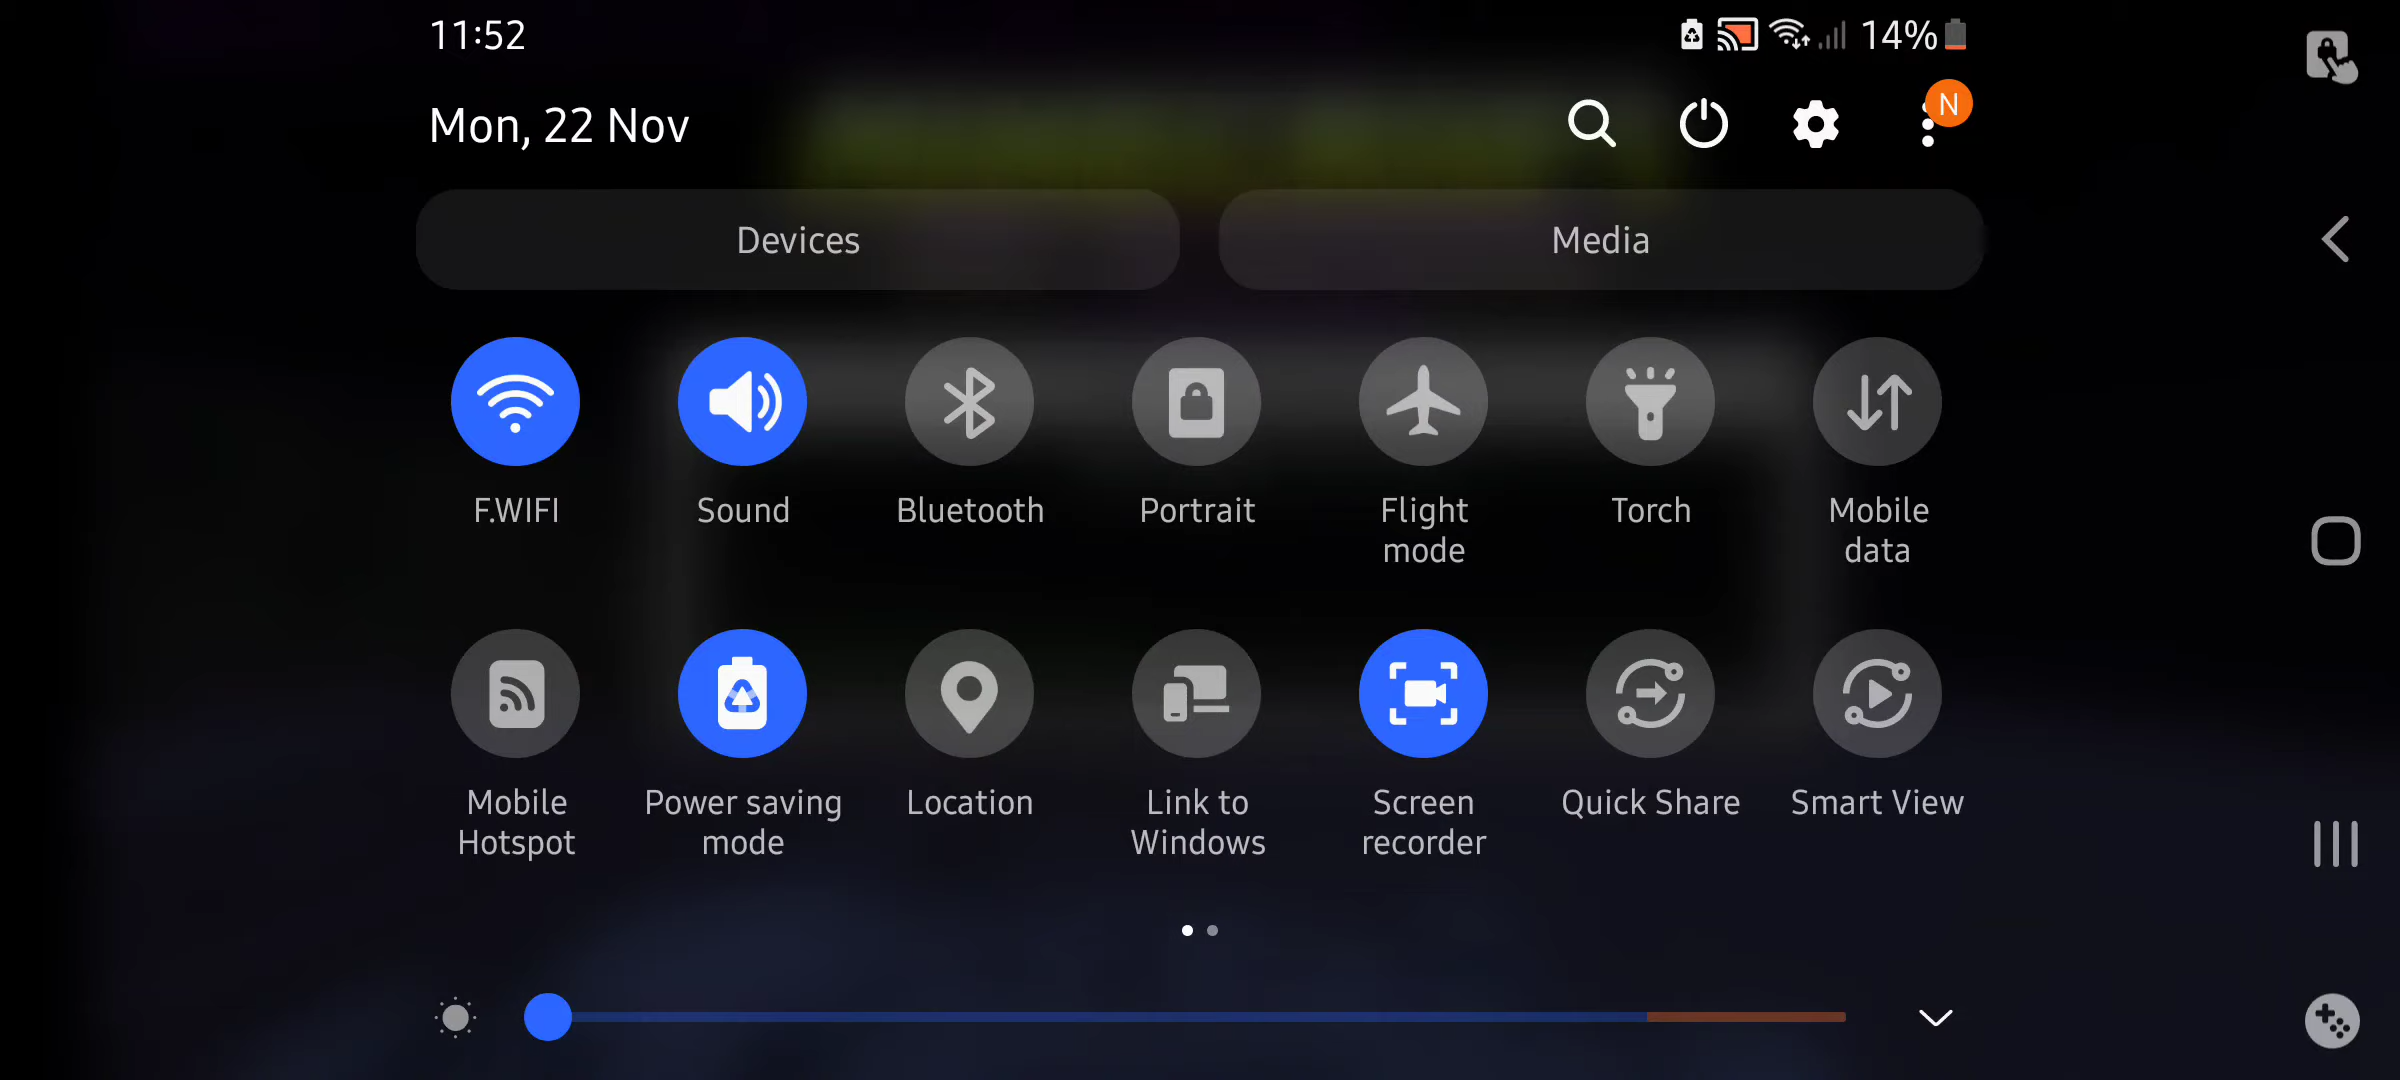 11:52
14%
Mon, 22 Nov
N
Devices
Media
F.WIFI
Sound
Bluetooth
Portrait
Flight
mode
Torch
Mobile
data
Mobile
Hotspot
Power saving
mode
Location
Link to
Windows
Screen
recorder
Quick Share
Smart View